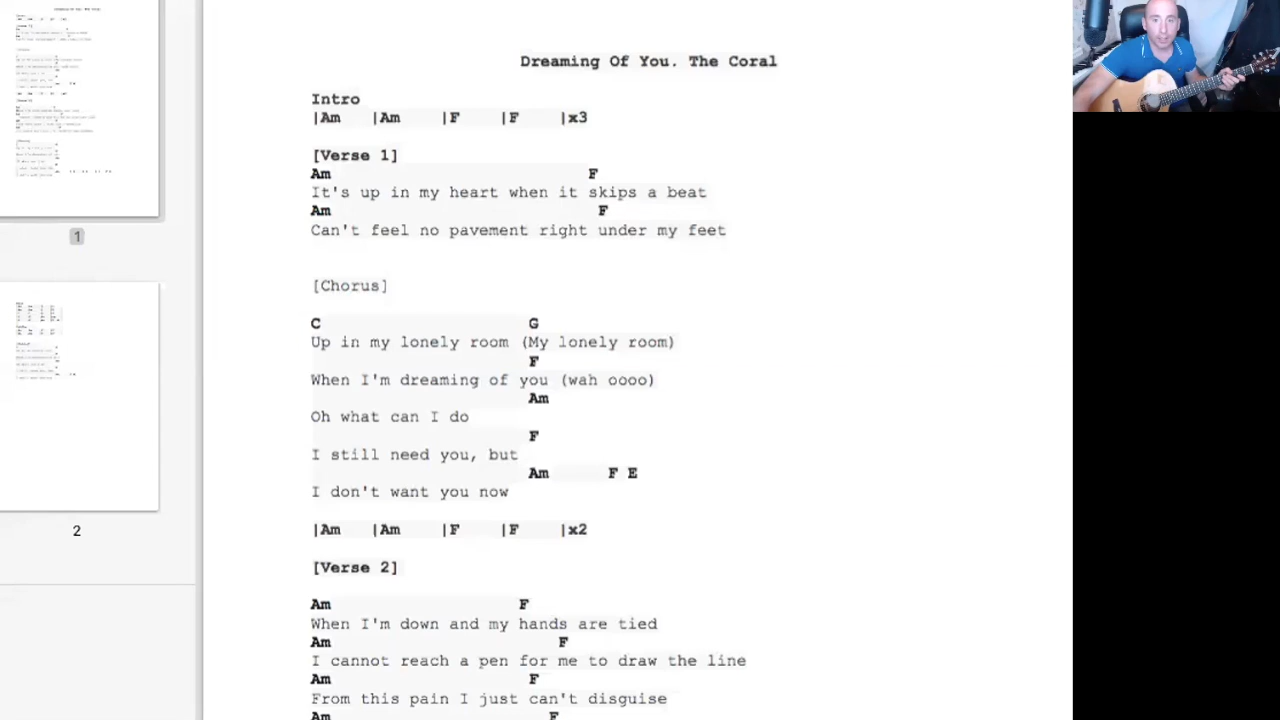 Dreaming Of You. The Coral
Intro
|Am |Am |F |F |x3
[Verse 1]
Am F
It's up in my heart when it skips a beat
Am F
Can't feel no pavement right under my feet
[Chorus]
C G
Up in my lonely room (My lonely room)
F
When I'm dreaming of you (wah oooo)
Am
Oh what can I do
F
I still need you, but
Am F E
I don't want you now
|Am |Am |F |F |x2
[Verse 2]
Am F
When I'm down and my hands are tied
Am F
I cannot reach a pen for me to draw the line
Am F
From this pain I just can't disguise
Am F
1
2